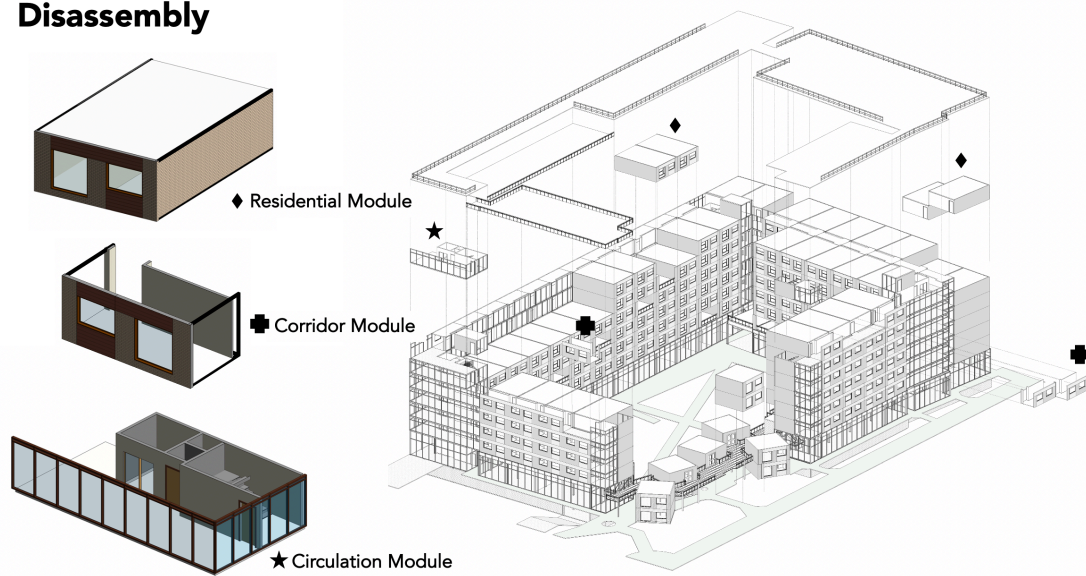 Disassembly
Residential Module
Corridor Module
Circulation Module